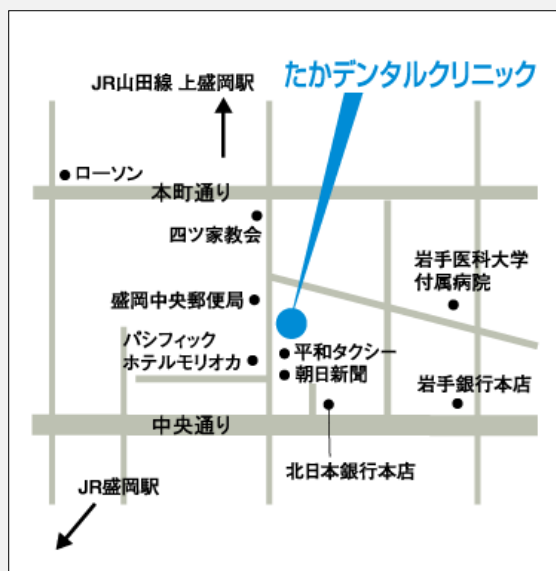 JR山田線 上盛岡駅
たかデンタルクリニック
ローソン
本町通り
四ツ家教会
岩手医科大学
付属病院
盛岡中央郵便局
パシフィック
ホテルモリオカ
平和タクシー
朝日新聞
岩手銀行本店
中央通り
北日本銀行本店
JR盛岡駅